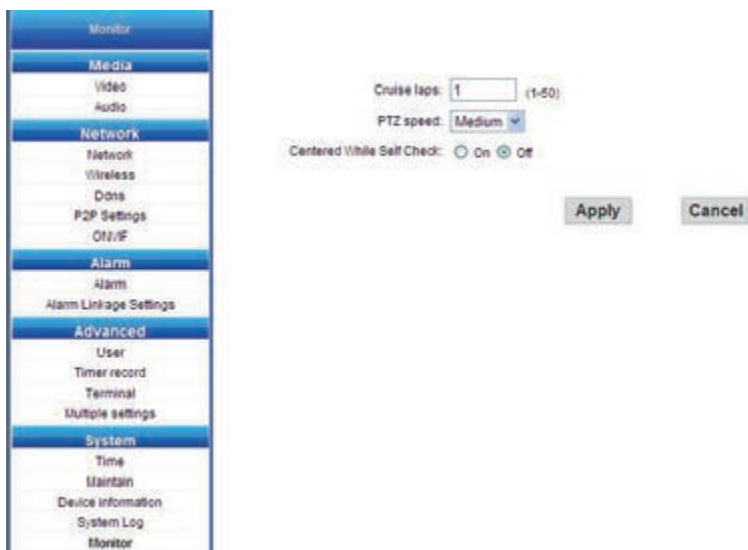 Monitor
Media
Video
Audio
Network
Network
Wireless
Ddns
P2P Settings
ONVIF
Alarm
Alarm
Alarm Linkage Settings
Advanced
User
Timer record
Terminal
Multiple settings
System
Time
Maintain
Device information
System Log
Monitor
Cruise laps: 1 (1-50)
PTZ speed: Medium
Centered While Self Check: On Off
Apply Cancel